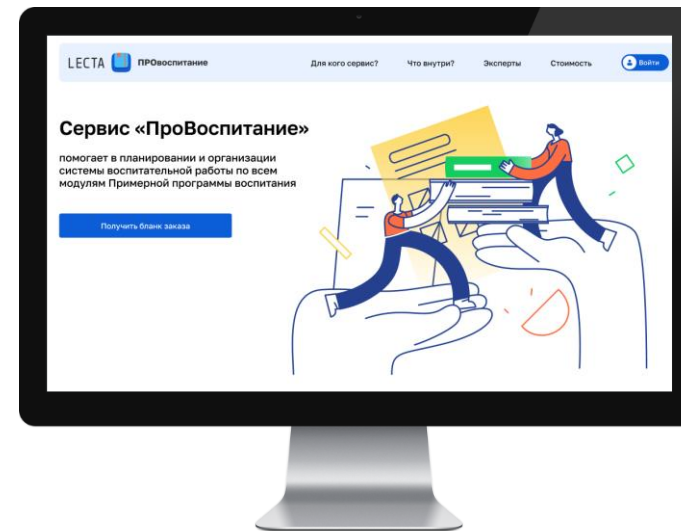 LECTA ПРОвоспитание
Для кого сервис?
Что внутри?
Эксперты
Стоимость
Войти
Сервис «ПроВоспитание»
помогает в планировании и организации
системы воспитательной работы по всем
модулям Примерной программы воспитания
Получить бланк заказа